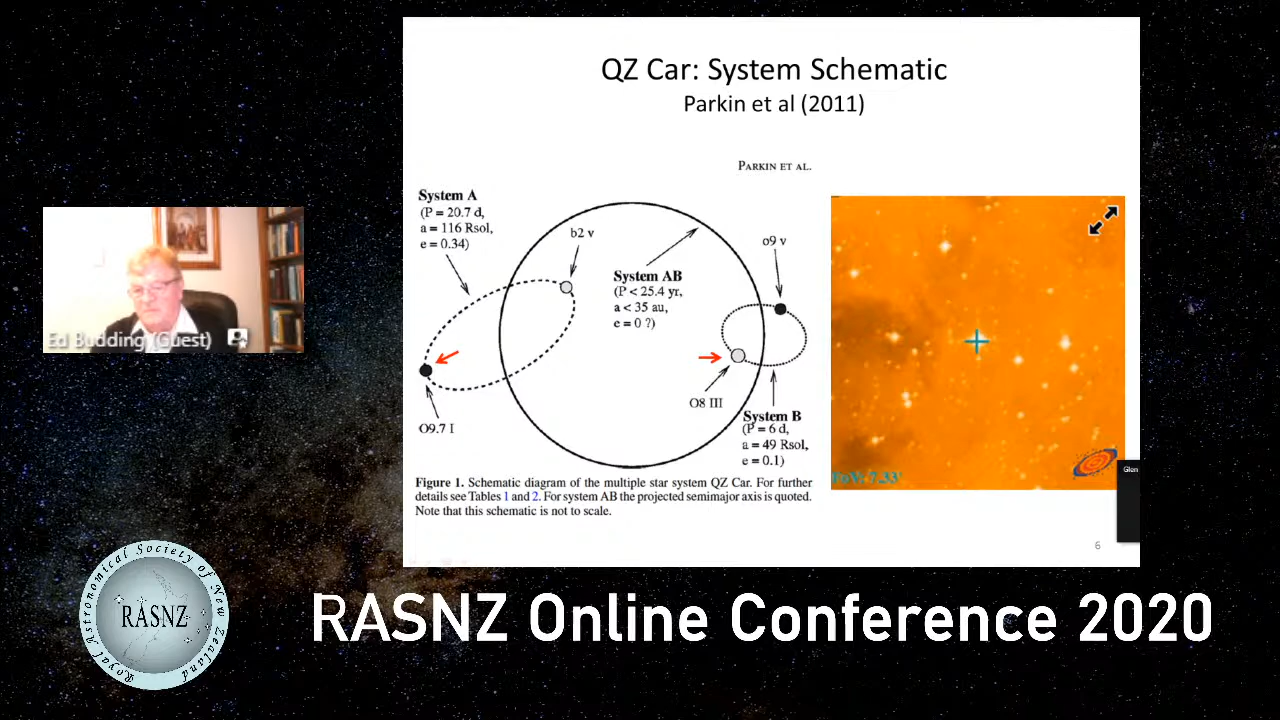 QZ Car: System Schematic
Parkin et al (2011)
PARKIN ET AL.
System A
(P = 20.7 d,
a = 116 Rsol,
e = 0.34)
b2 v
System AB
(P < 25.4 yr,
a < 35 au,
e = 0 ?)
o9 v
O9.7 I
O8 III
System B
(P = 6 d,
a = 49 Rsol,
e = 0.1)
Figure 1. Schematic diagram of the multiple star system QZ Car. For further
details see Tables 1 and 2. For system AB the projected semimajor axis is quoted.
Note that this schematic is not to scale.
FoV: 7.33'
Glen
6
Ed Budding (Guest)
Royal Astronomical Society of New Zealand
RASNZ
RASNZ Online Conference 2020